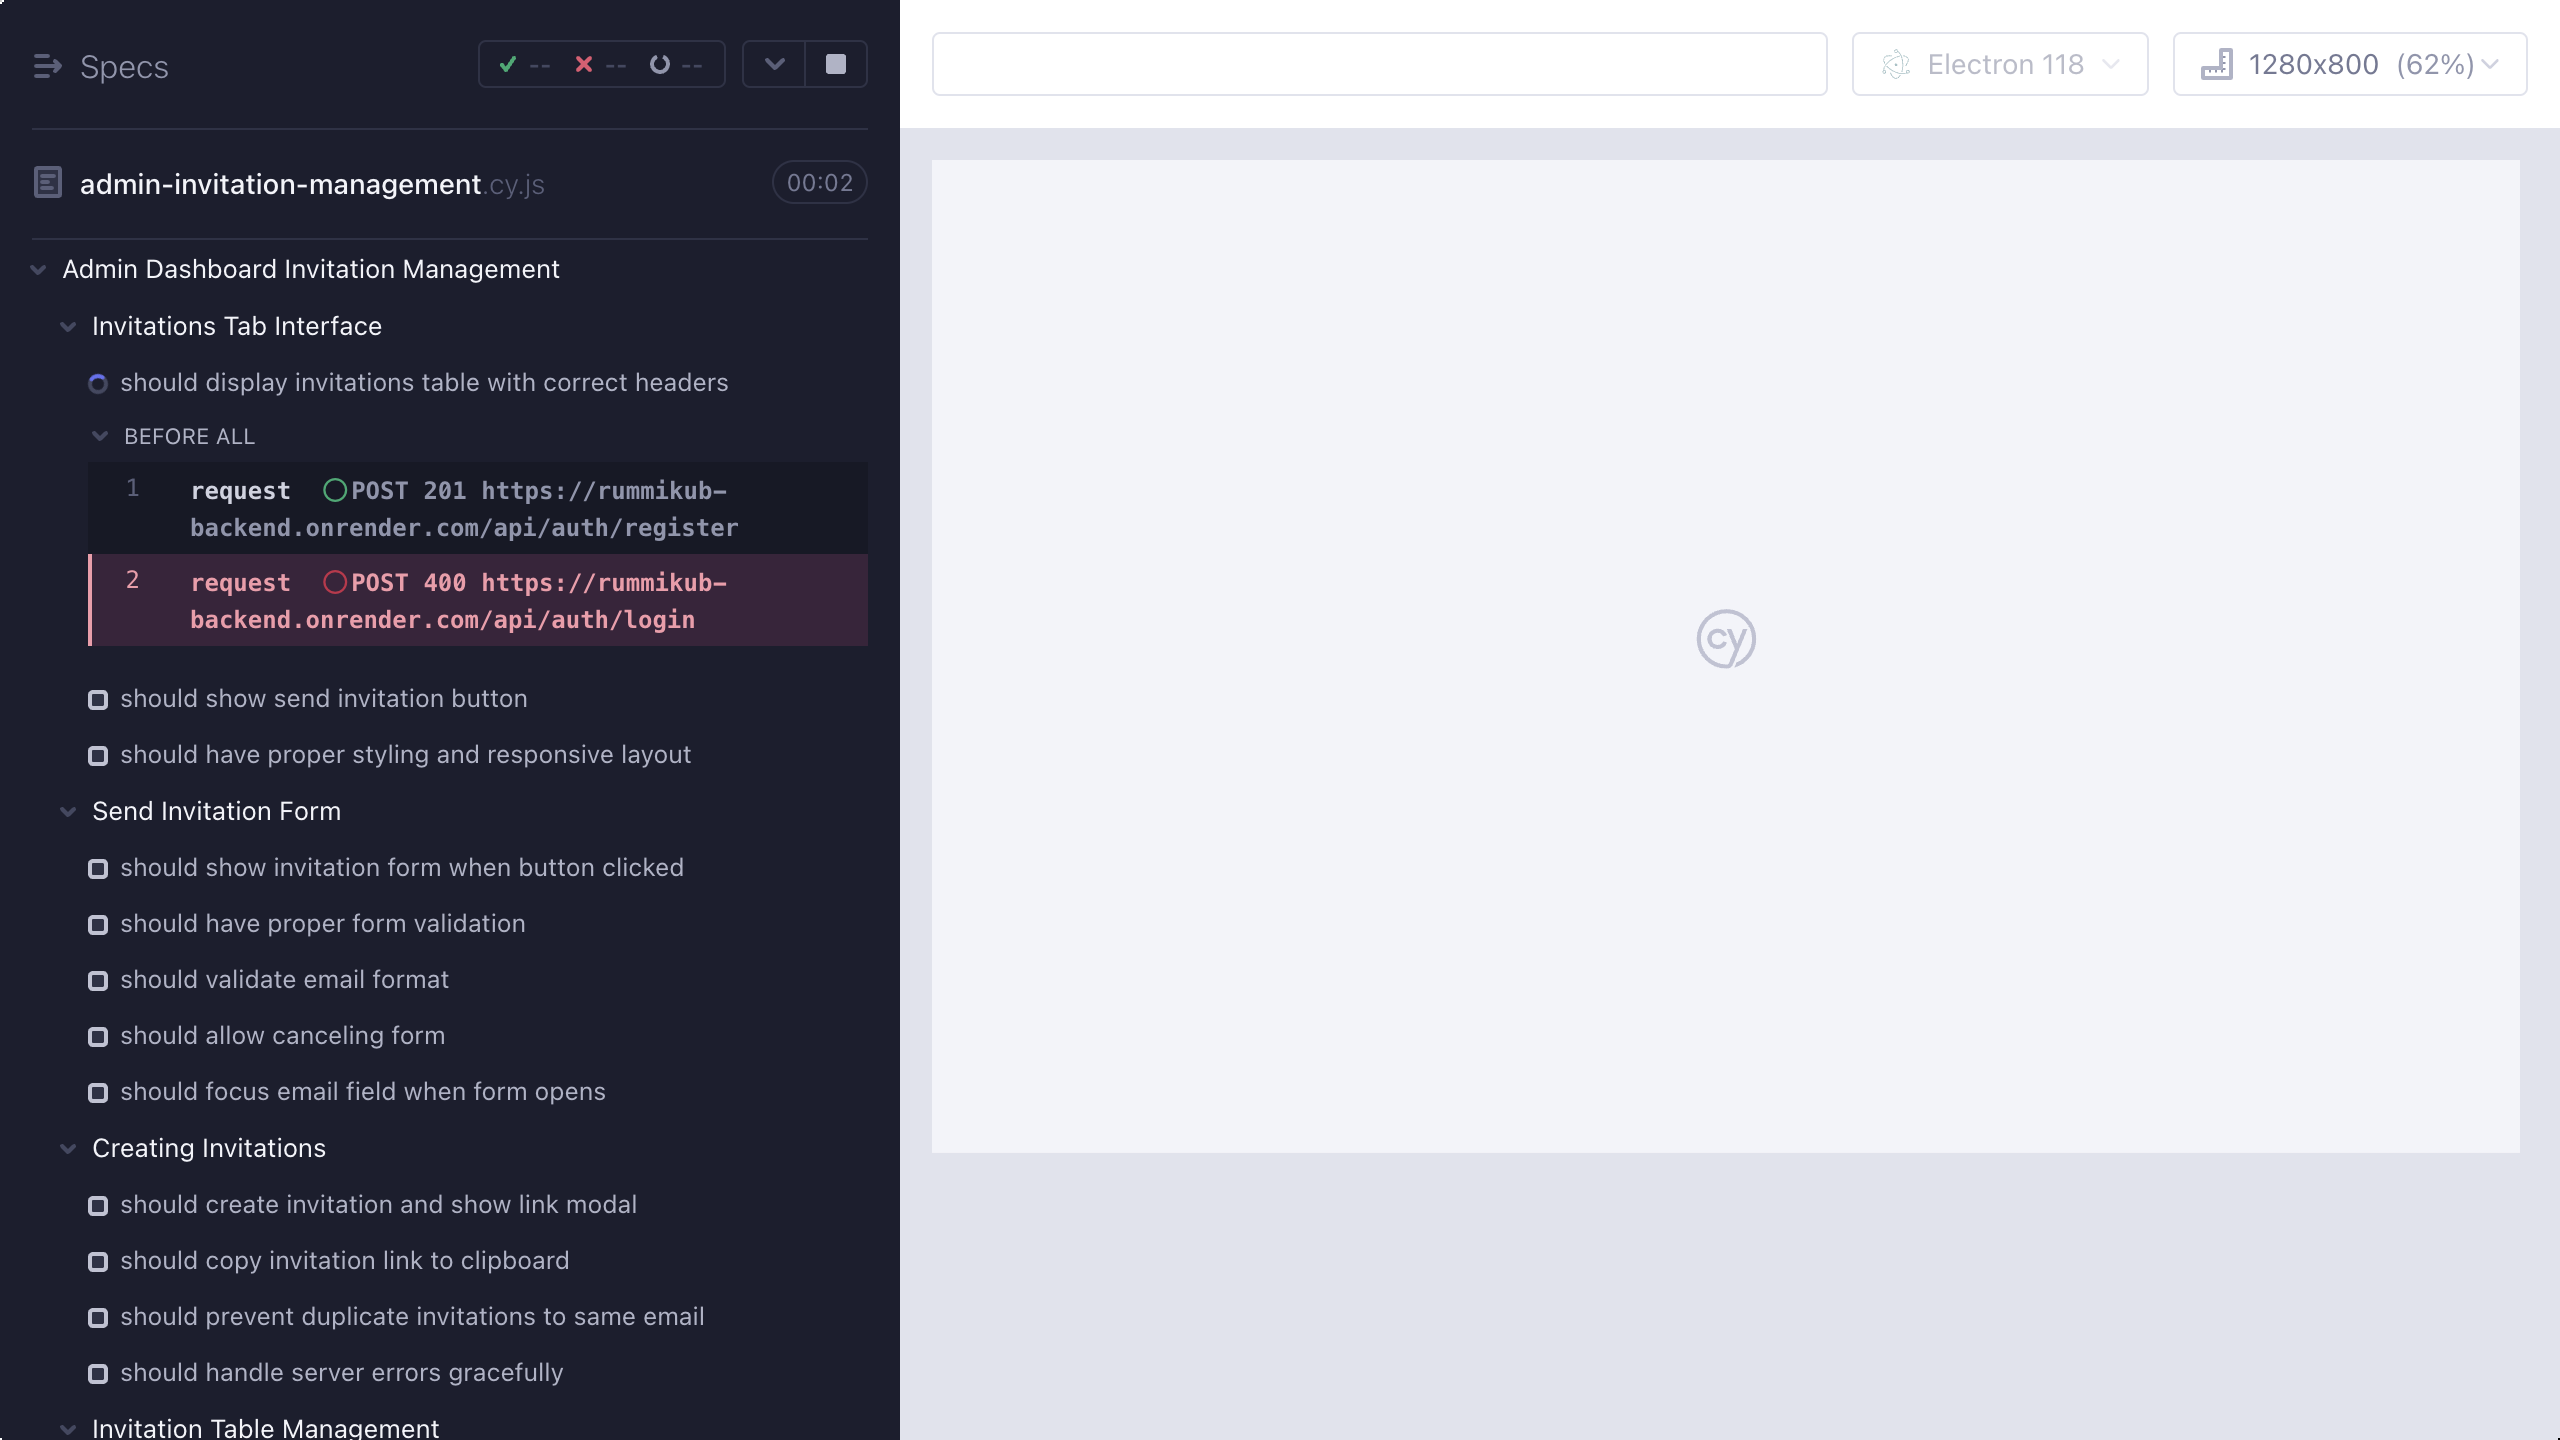 Specs
--
--
--
Electron 118
1280x800 (62%)
admin-invitation-management.cy.js
00:02
Admin Dashboard Invitation Management
Invitations Tab Interface
should display invitations table with correct headers
BEFORE ALL
1
request POST 201 https://rummikub-
backend.onrender.com/api/auth/register
2
request POST 400 https://rummikub-
backend.onrender.com/api/auth/login
should show send invitation button
should have proper styling and responsive layout
Send Invitation Form
should show invitation form when button clicked
should have proper form validation
should validate email format
should allow canceling form
should focus email field when form opens
Creating Invitations
should create invitation and show link modal
should copy invitation link to clipboard
should prevent duplicate invitations to same email
should handle server errors gracefully
Invitation Table Management
cy